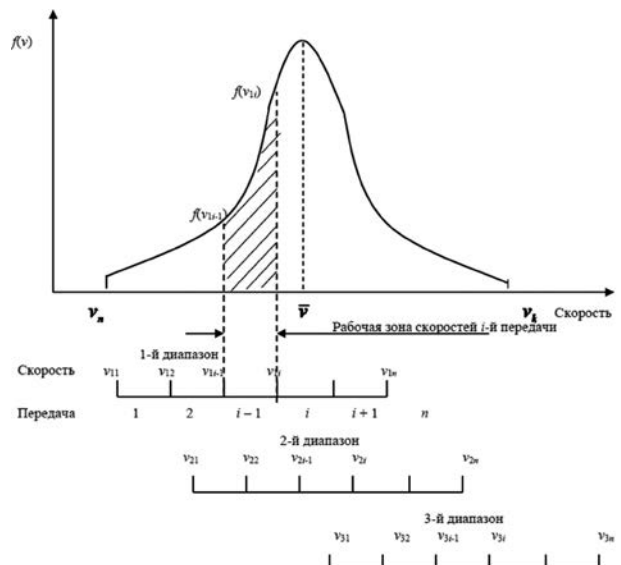 f(v)
f(v1i)
f(v1i-1)
vn v̄ vk Скорость
Рабочая зона скоростей i-й передачи
1-й диапазон
Скорость v11 v12 v1i-1 v1i v1n
Передача 1 2 i – 1 i i + 1 n
2-й диапазон
v21 v22 v2i-1 v2i v2n
3-й диапазон
v31 v32 v3i-1 v3i v3n